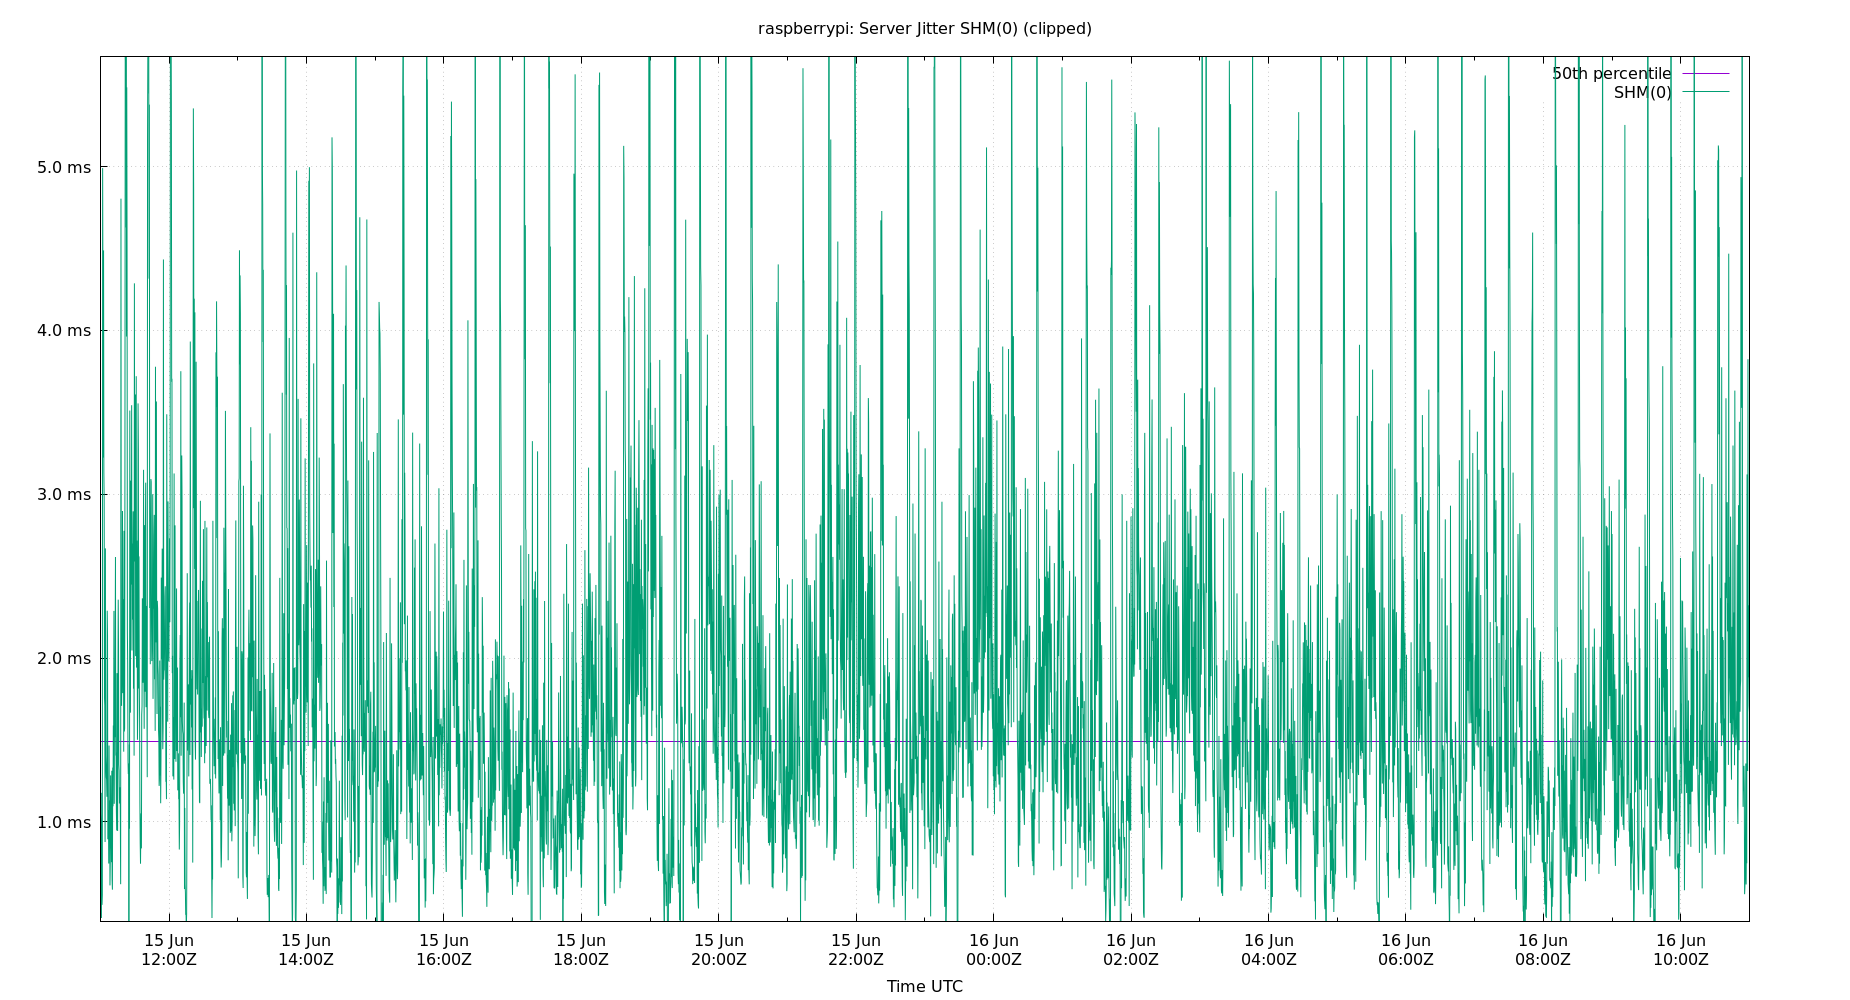 raspberrypi: Server Jitter SHM(0) (clipped)
50th percentile
SHM(0)
5.0 ms
4.0 ms
3.0 ms
2.0 ms
1.0 ms
15 Jun 15 Jun 15 Jun 15 Jun 15 Jun 15 Jun 16 Jun 16 Jun 16 Jun 16 Jun 16 Jun 16 Jun
12:00Z 14:00Z 16:00Z 18:00Z 20:00Z 22:00Z 00:00Z 02:00Z 04:00Z 06:00Z 08:00Z 10:00Z
Time UTC